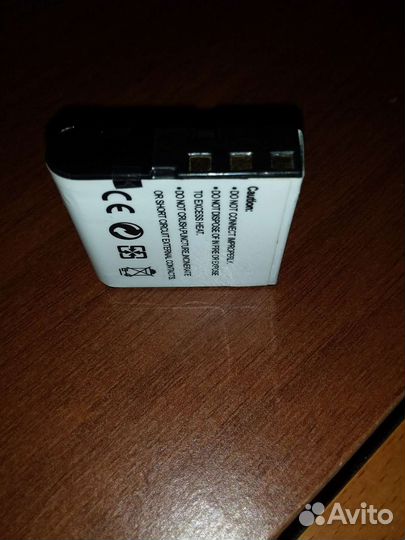 Caution:
• DO NOT CONNECT IMPROPERLY.
• DO NOT DISPOSE OF IN FIRE OR EXPOSE
TO EXCESS HEAT.
• DO NOT CRUSH.PUNCTURE,INCINERATE
OR SHORT CIRCUIT EXTERNAL CONTACTS.
CE
Avito